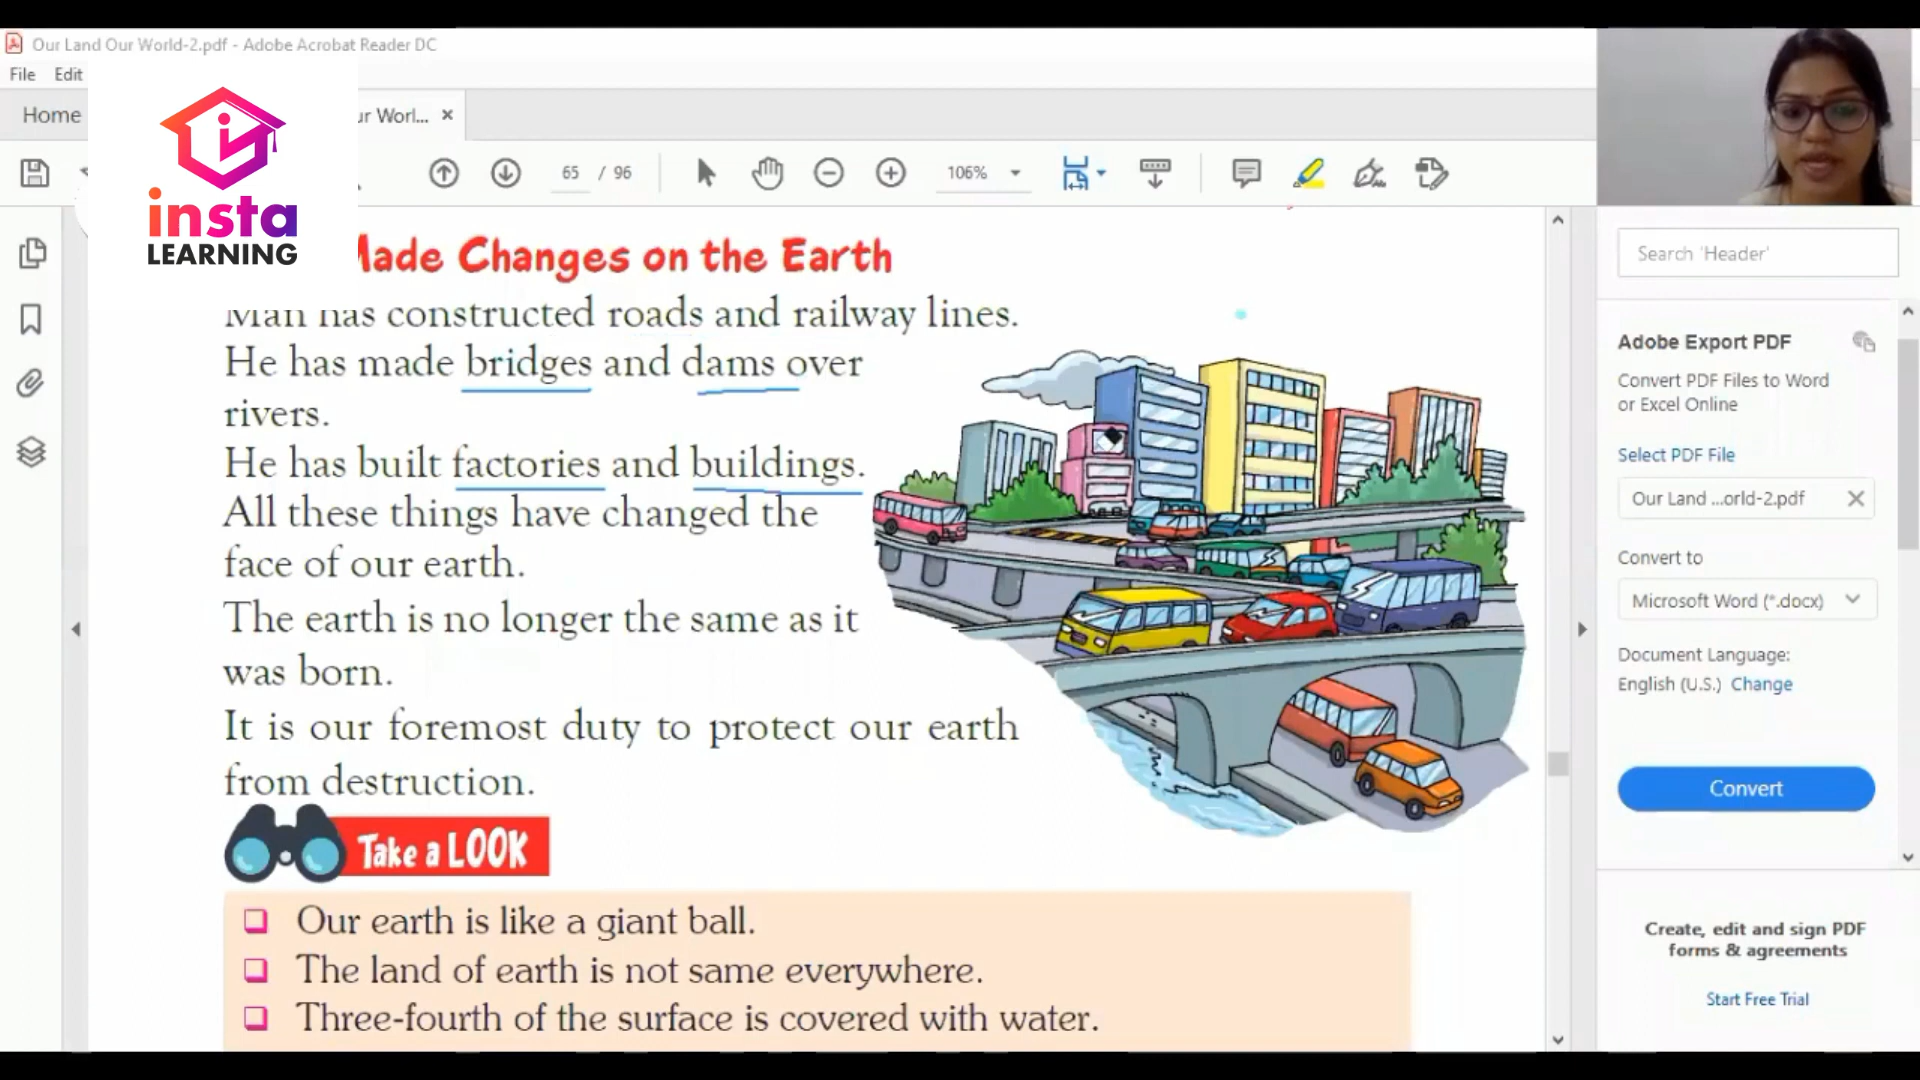 Our Land Our World-2.pdf - Adobe Acrobat Reader DC
File Edit
Home
ur Worl...
65 / 96
106%
insta
LEARNING
Made Changes on the Earth
Man has constructed roads and railway lines.
He has made bridges and dams over
rivers.
He has built factories and buildings.
All these things have changed the
face of our earth.
The earth is no longer the same as it
was born.
It is our foremost duty to protect our earth
from destruction.
Take a LOOK
Our earth is like a giant ball.
The land of earth is not same everywhere.
Three-fourth of the surface is covered with water.
Search 'Header'
Adobe Export PDF
Convert PDF Files to Word
or Excel Online
Select PDF File
Our Land ...orld-2.pdf
Convert to
Microsoft Word (*.docx)
Document Language:
English (U.S.) Change
Convert
Create, edit and sign PDF
forms & agreements
Start Free Trial